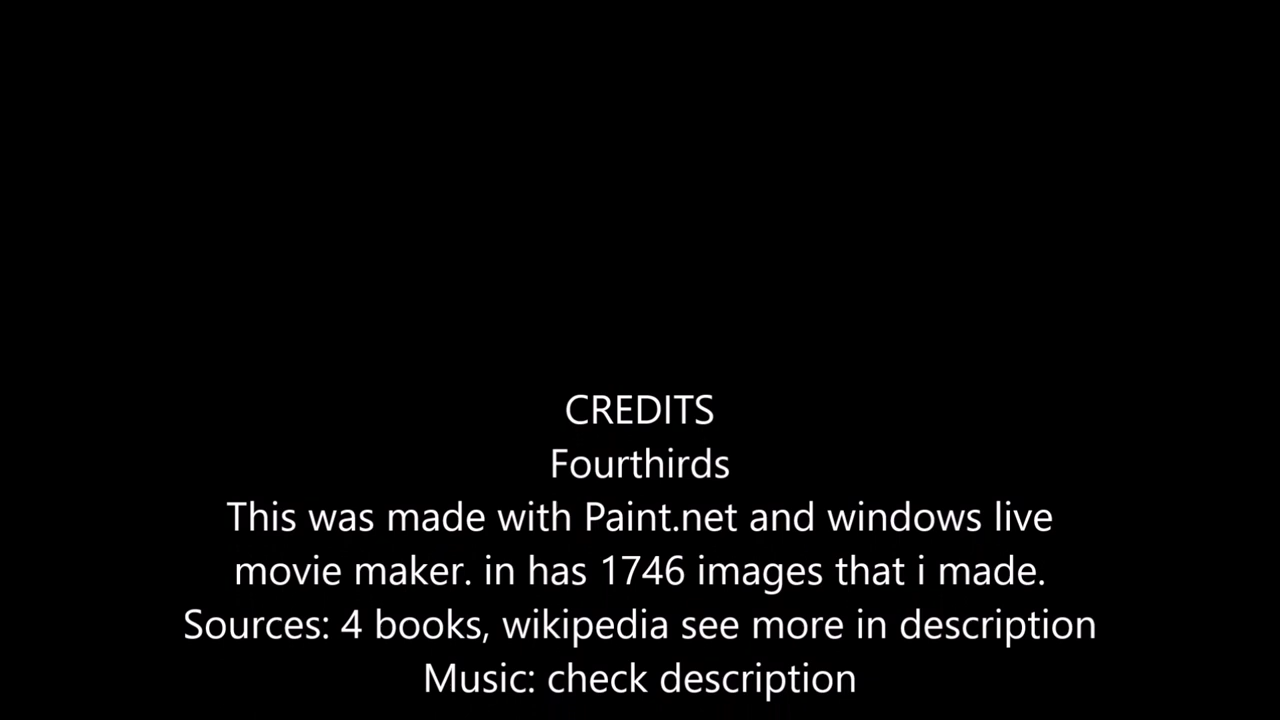 CREDITS
Fourthirds
This was made with Paint.net and windows live
movie maker. in has 1746 images that i made.
Sources: 4 books, wikipedia see more in description
Music: check description